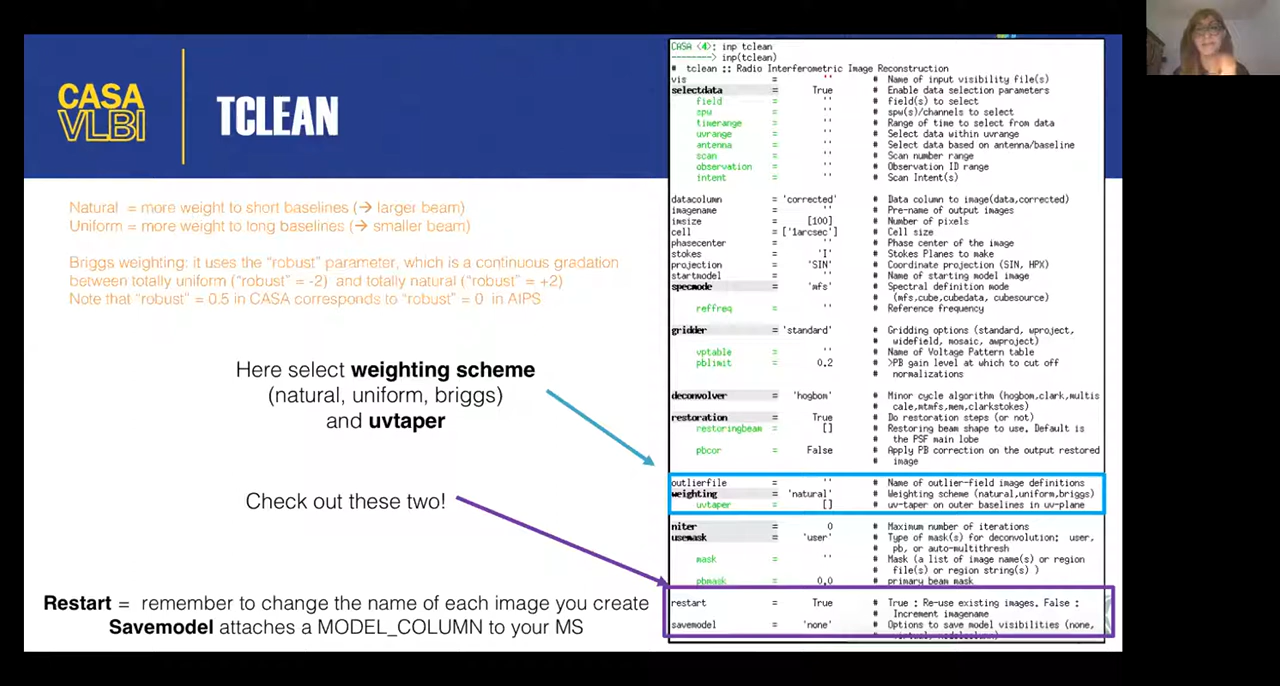 CASA
VLBI
TCLEAN
Natural = more weight to short baselines (→ larger beam)
Uniform = more weight to long baselines (→ smaller beam)
Briggs weighting: it uses the “robust” parameter, which is a continuous gradation
between totally uniform (“robust” = -2) and totally natural (“robust” = +2)
Note that “robust” = 0.5 in CASA corresponds to “robust” = 0 in AIPS
Here select weighting scheme
(natural, uniform, briggs)
and uvtaper
Check out these two!
Restart = remember to change the name of each image you create
Savemodel attaches a MODEL_COLUMN to your MS
CASA <4>: inp tclean
--------> inp(tclean)
# tclean :: Radio Interferometric Image Reconstruction
vis = '' # Name of input visibility file(s)
selectdata = True # Enable data selection parameters
field = '' # field(s) to select
spw = '' # spw(s)/channels to select
timerange = '' # Range of time to select from data
uvrange = '' # Select data within uvrange
antenna = '' # Select data based on antenna/baseline
scan = '' # Scan number range
observation = '' # Observation ID range
intent = '' # Scan Intent(s)
datacolumn = 'corrected' # Data column to image(data,corrected)
imagename = '' # Pre-name of output images
imsize = [100] # Number of pixels
cell = ['1arcsec'] # Cell size
phasecenter = '' # Phase center of the image
stokes = 'I' # Stokes Planes to make
projection = 'SIN' # Coordinate projection (SIN, HPX)
startmodel = '' # Name of starting model image
specmode = 'mfs' # Spectral definition mode
# (mfs,cube,cubedata, cubesource)
reffreq = '' # Reference frequency
gridder = 'standard' # Gridding options (standard, wproject,
# widefield, mosaic, awproject)
vptable = '' # Name of Voltage Pattern table
pblimit = 0.2 # >PB gain level at which to cut off
# normalizations
deconvolver = 'hogbom' # Minor cycle algorithm (hogbom,clark,multis
# cale,mtmfs,mem,clarkstokes)
restoration = True # Do restoration steps (or not)
restoringbeam = [] # Restoring beam shape to use. Default is
# the PSF main lobe
pbcor = False # Apply PB correction on the output restored
# image
outlierfile = '' # Name of outlier-field image definitions
weighting = 'natural' # Weighting scheme (natural,uniform,briggs)
uvtaper = [] # uv-taper on outer baselines in uv-plane
niter = 0 # Maximum number of iterations
usemask = 'user' # Type of mask(s) for deconvolution: user,
# pb, or auto-multithresh
mask = '' # Mask (a list of image name(s) or region
# file(s) or region string(s) )
pbmask = 0.0 # primary beam mask
restart = True # True : Re-use existing images. False :
# Increment imagename
savemodel = 'none' # Options to save model visibilities (none,
# virtual, modelcolumn)